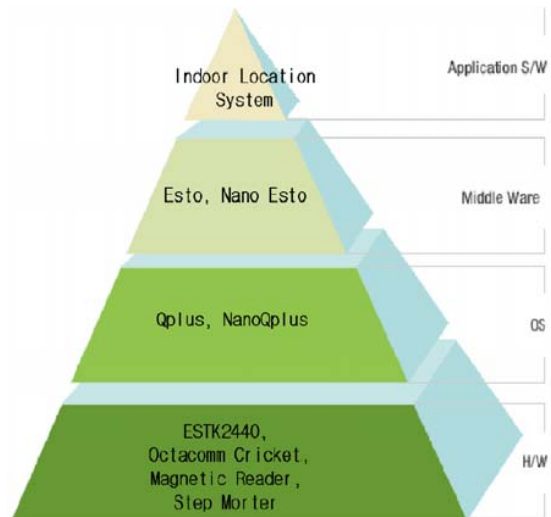 Indoor Location
System
Application S/W
Esto, Nano Esto
Middle Ware
Qplus, NanoQplus
OS
ESTK2440,
Octacomm Cricket,
Magnetic Reader,
Step Morter
H/W